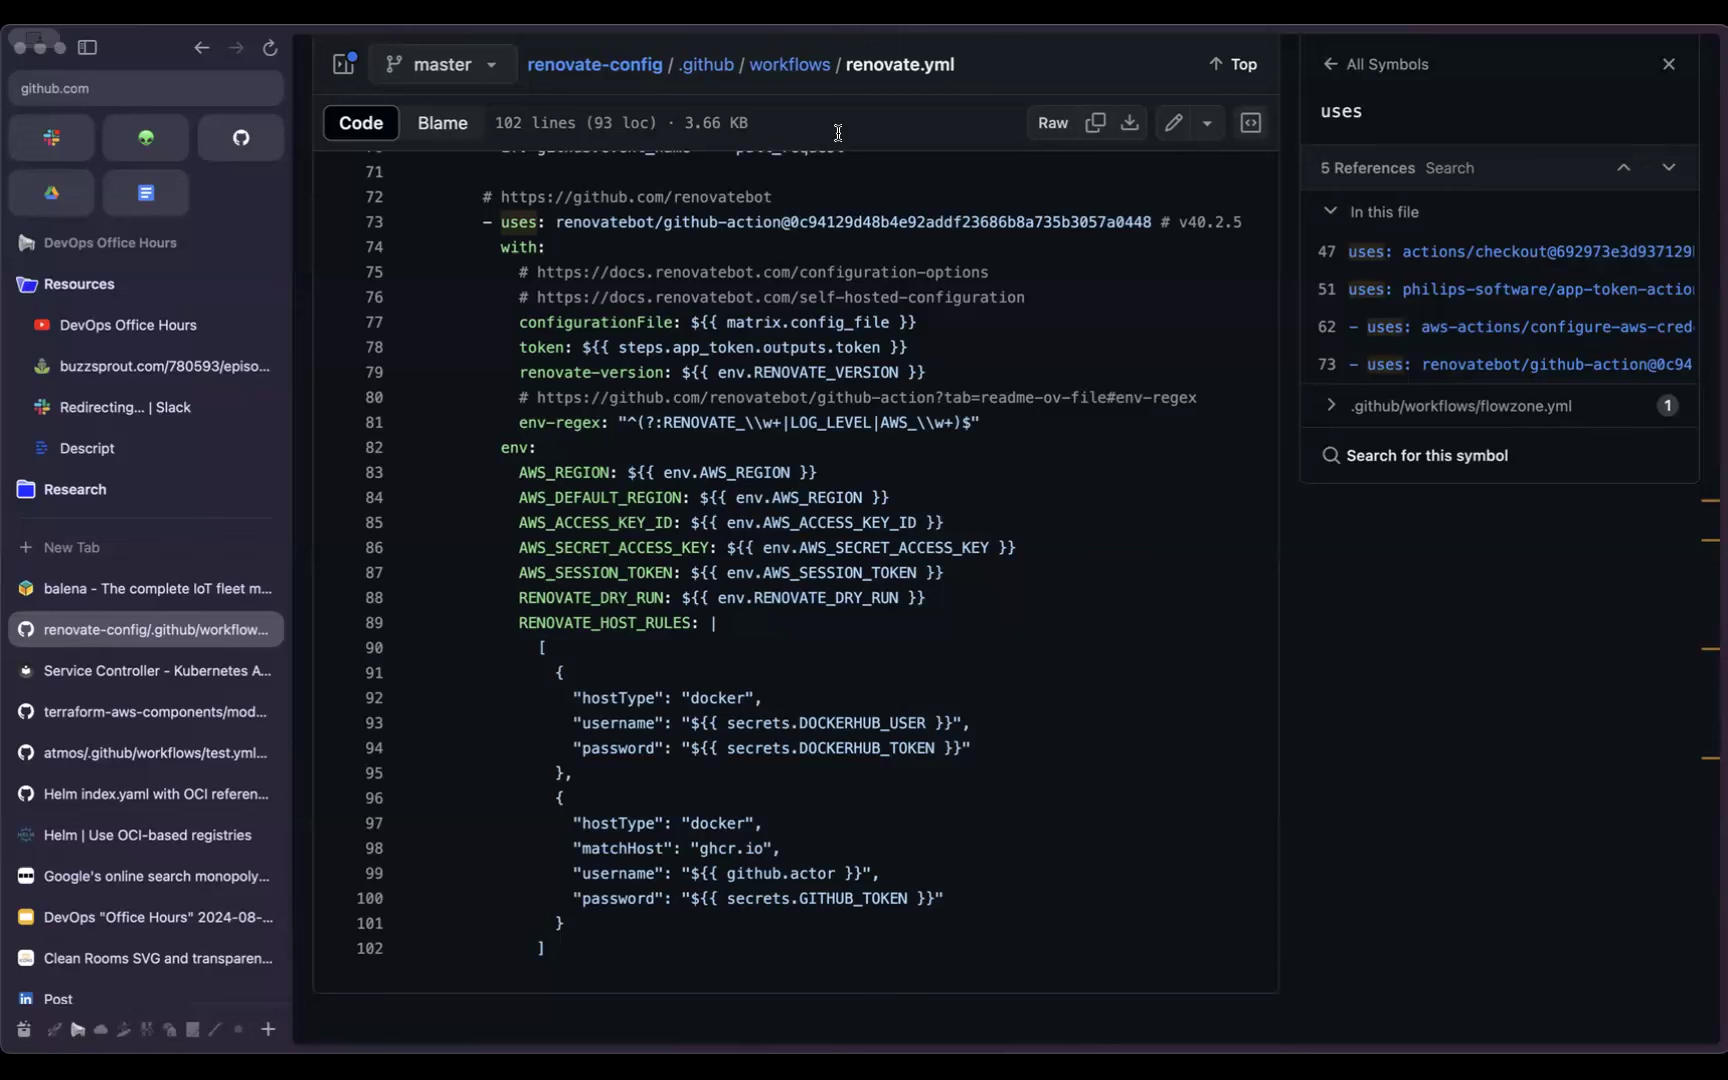 github.com
DevOps Office Hours
Resources
DevOps Office Hours
buzzsprout.com/780593/episo...
Redirecting... | Slack
Descript
Research
New Tab
balena - The complete IoT fleet m...
renovate-config/.github/workflow...
Service Controller - Kubernetes A...
terraform-aws-components/mod...
atmos/.github/workflows/test.yml...
Helm index.yaml with OCI referen...
Helm | Use OCI-based registries
Google's online search monopoly...
DevOps "Office Hours" 2024-08-...
Clean Rooms SVG and transparen...
Post
master
renovate-config / .github / workflows / renovate.yml
Top
Code Blame 102 lines (93 loc) · 3.66 KB
Raw
71
72 # https://github.com/renovatebot
73 - uses: renovatebot/github-action@0c94129d48b4e92addf23686b8a735b3057a0448 # v40.2.5
74 with:
75 # https://docs.renovatebot.com/configuration-options
76 # https://docs.renovatebot.com/self-hosted-configuration
77 configurationFile: ${{ matrix.config_file }}
78 token: ${{ steps.app_token.outputs.token }}
79 renovate-version: ${{ env.RENOVATE_VERSION }}
80 # https://github.com/renovatebot/github-action?tab=readme-ov-file#env-regex
81 env-regex: "^(?:RENOVATE_\\w+|LOG_LEVEL|AWS_\\w+)$"
82 env:
83 AWS_REGION: ${{ env.AWS_REGION }}
84 AWS_DEFAULT_REGION: ${{ env.AWS_REGION }}
85 AWS_ACCESS_KEY_ID: ${{ env.AWS_ACCESS_KEY_ID }}
86 AWS_SECRET_ACCESS_KEY: ${{ env.AWS_SECRET_ACCESS_KEY }}
87 AWS_SESSION_TOKEN: ${{ env.AWS_SESSION_TOKEN }}
88 RENOVATE_DRY_RUN: ${{ env.RENOVATE_DRY_RUN }}
89 RENOVATE_HOST_RULES: |
90 [
91 {
92 "hostType": "docker",
93 "username": "${{ secrets.DOCKERHUB_USER }}",
94 "password": "${{ secrets.DOCKERHUB_TOKEN }}"
95 },
96 {
97 "hostType": "docker",
98 "matchHost": "ghcr.io",
99 "username": "${{ github.actor }}",
100 "password": "${{ secrets.GITHUB_TOKEN }}"
101 }
102 ]
All Symbols
uses
5 References Search
In this file
47 uses: actions/checkout@692973e3d937129
51 uses: philips-software/app-token-action
62 - uses: aws-actions/configure-aws-cred
73 - uses: renovatebot/github-action@0c94
.github/workflows/flowzone.yml 1
Search for this symbol